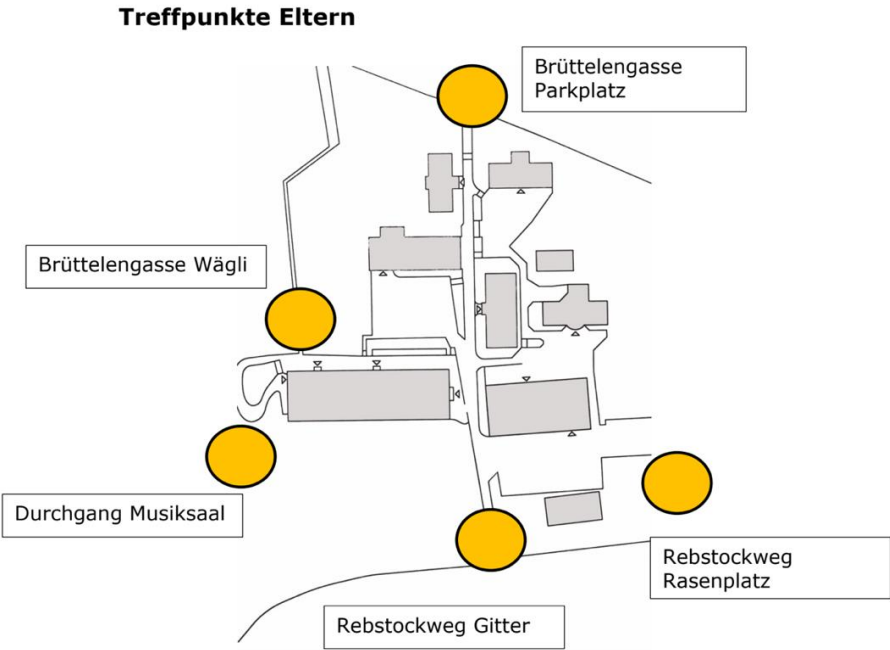 Treffpunkte Eltern
Brüttelengasse
Parkplatz
Brüttelengasse Wägli
Durchgang Musiksaal
Rebstockweg
Rasenplatz
Rebstockweg Gitter